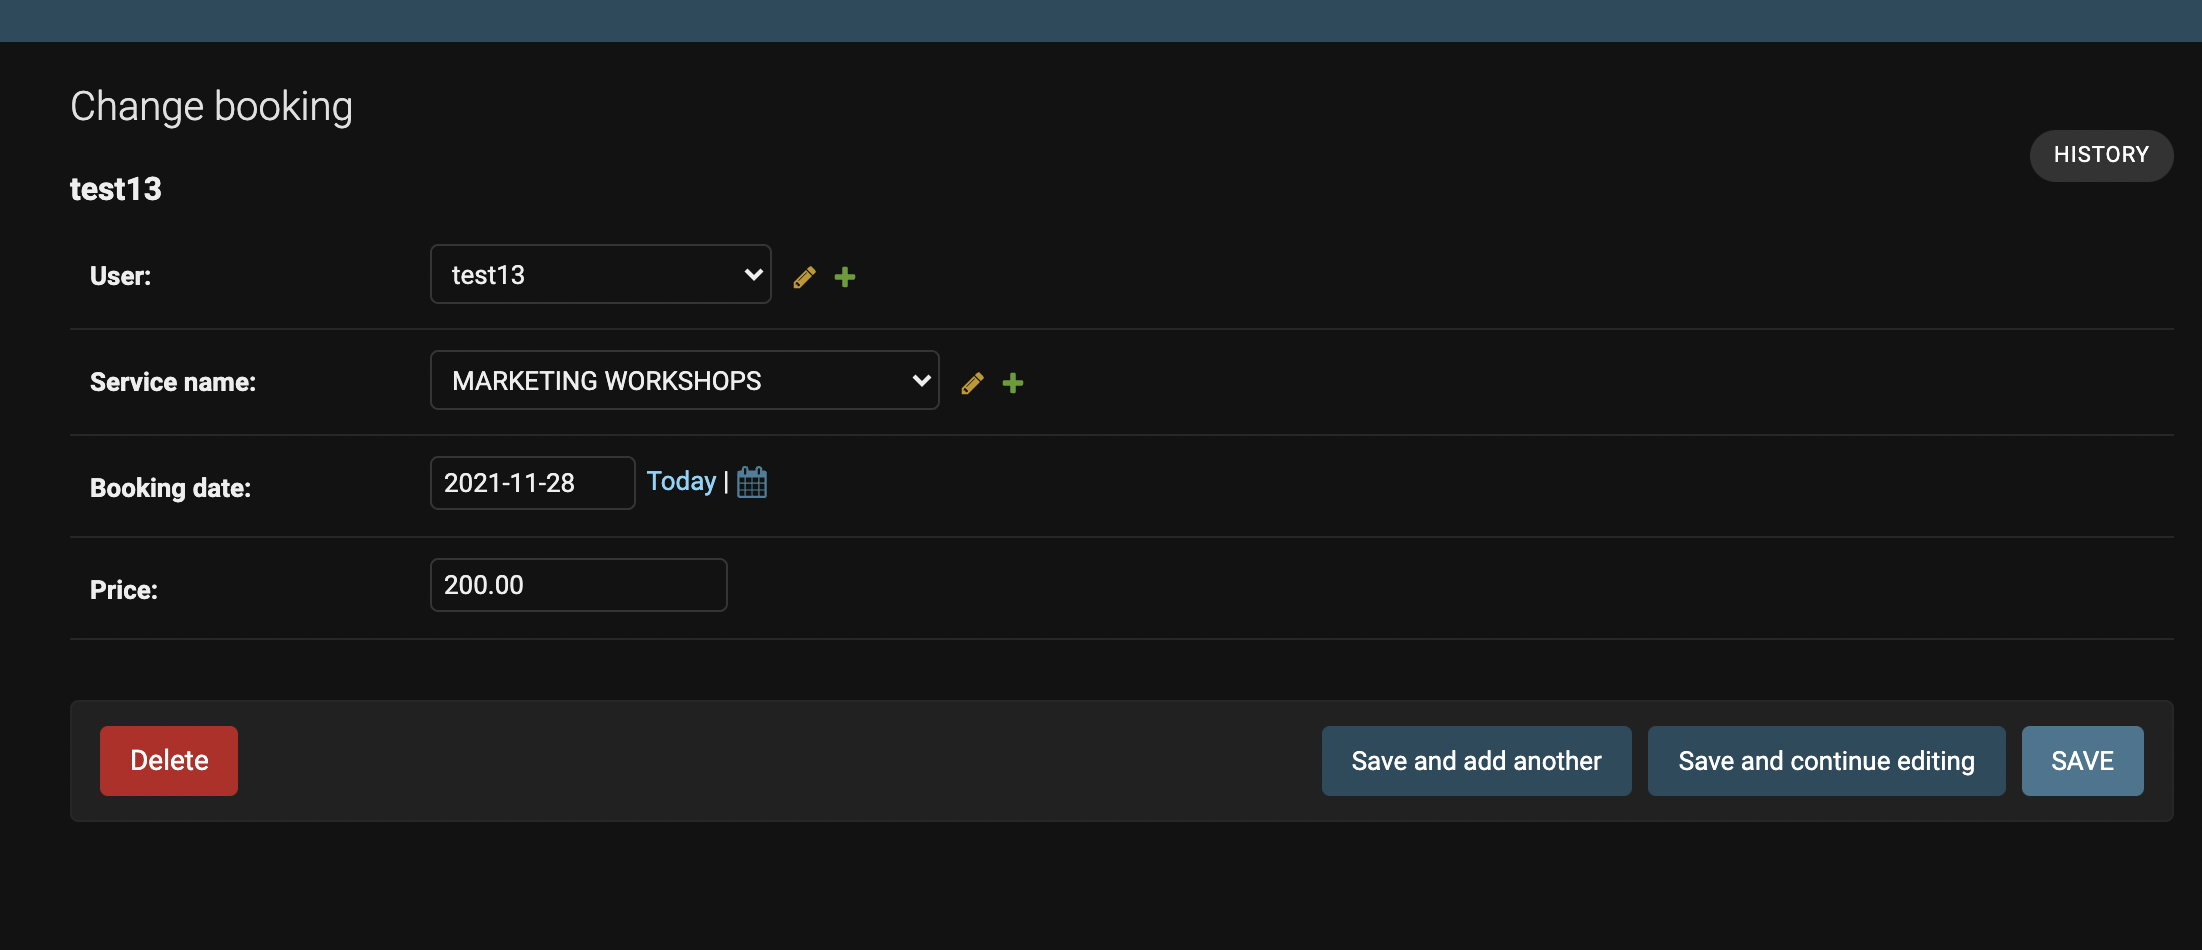 Change booking
HISTORY
test13
User: test13
Service name: MARKETING WORKSHOPS
Booking date: 2021-11-28 Today |
Price: 200.00
Delete Save and add another Save and continue editing SAVE